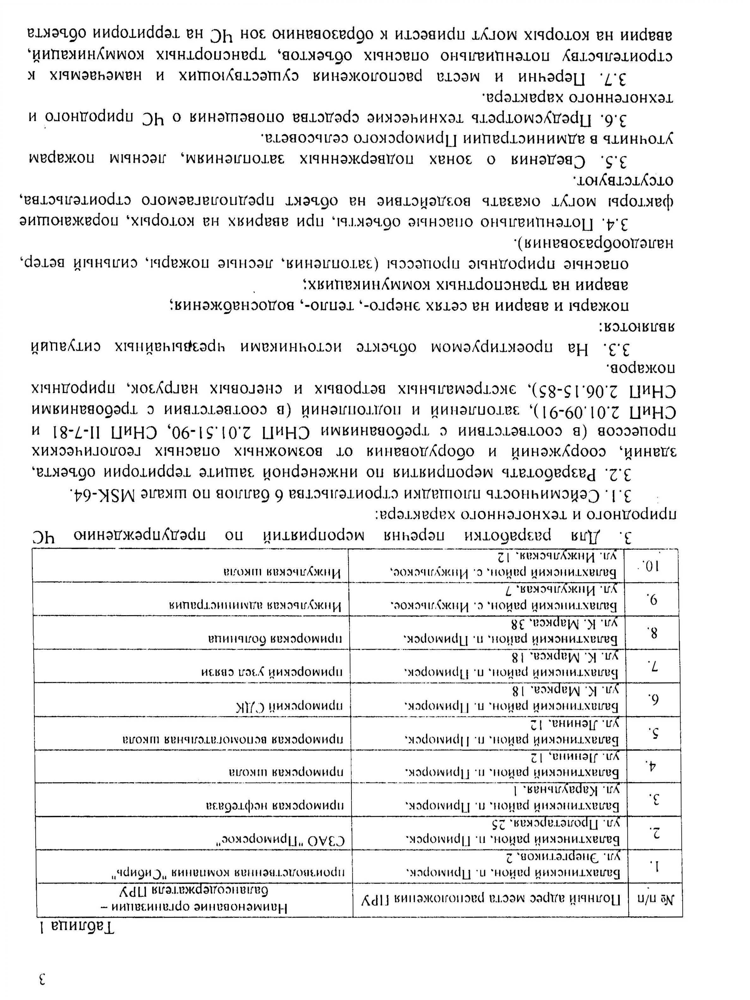 3
Таблица 1
№ п/п Полный адрес места расположения ПРУ Наименование организации –
балансодержателя ПРУ
1. Балахтинский район, п. Приморск,
ул. Энергетиков, 2
производственная компания "Сибирь"
2. Балахтинский район, п. Приморск,
ул. Пролетарская, 25
СЗАО "Приморское"
3. Балахтинский район, п. Приморск,
ул. Караульная, 1
приморская нефтебаза
4. Балахтинский район, п. Приморск,
ул. Ленина, 12
приморская школа
5. Балахтинский район, п. Приморск,
ул. Ленина, 12
приморская вспомогательная школа
6. Балахтинский район, п. Приморск,
ул. К. Маркса, 18
приморский СДК
7. Балахтинский район, п. Приморск,
ул. К. Маркса, 18
приморский узел связи
8. Балахтинский район, п. Приморск,
ул. К. Маркса, 38
приморская больница
9. Балахтинский район, с. Инжульское,
ул. Инжульская, 7
Инжульская администрация
10. Балахтинский район, с. Инжульское,
ул. Инжульская, 12
Инжульская школа
3. Для разработки перечня мероприятий по предупреждению ЧС
природного и техногенного характера:
3.1. Сейсмичность площадки строительства 6 баллов по шкале MSK-64.
3.2. Разработать мероприятия по инженерной защите территории объекта,
зданий, сооружений и оборудования от возможных опасных геологических
процессов (в соответствии с требованиями СНиП 2.01.51-90, СНиП II-7-81 и
СНиП 2.01.09-91), затоплений и подтоплений (в соответствии с требованиями
СНиП 2.06.15-85), экстремальных ветровых и снеговых нагрузок, природных
пожаров.
3.3. На проектируемом объекте источниками чрезвычайных ситуаций
являются:
пожары и аварии на сетях энерго-, тепло-, водоснабжения;
аварии на транспортных коммуникациях;
опасные природные процессы (затопления, лесные пожары, сильный ветер,
наледообразования).
3.4. Потенциально опасные объекты, при авариях на которых, поражающие
факторы могут оказать воздействие на объект предполагаемого строительства,
отсутствуют.
3.5. Сведения о зонах подверженных затоплениям, лесным пожарам
уточнить в администрации Приморского сельсовета.
3.6. Предусмотреть технические средства оповещения о ЧС природного и
техногенного характера.
3.7. Перечни и места расположения существующих и намечаемых к
строительству потенциально опасных объектов, транспортных коммуникаций,
аварии на которых могут привести к образованию зон ЧС на территории объекта